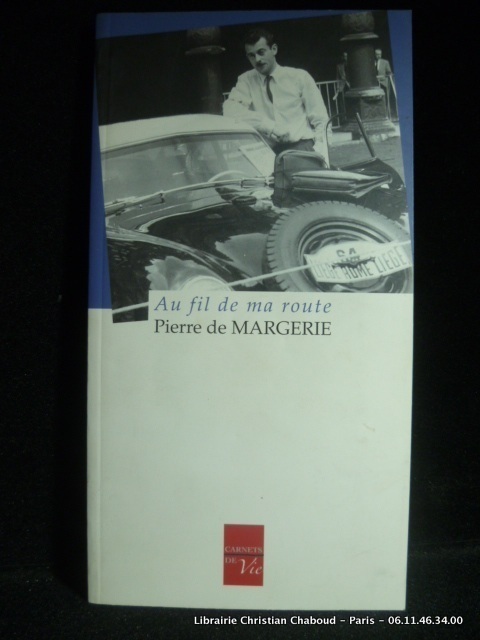 64
ROME LIEGE
Au fil de ma route
Pierre de MARGERIE
CARNETS
DE Vie
Librairie Christian Chaboud - Paris - 06.11.46.34.00